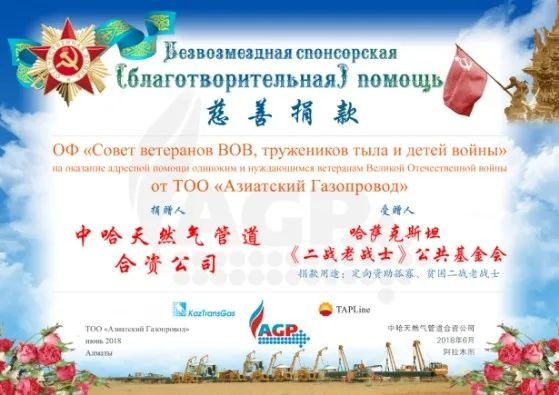 Безвозмездная спонсорская
(благотворительная) помощь
慈善捐款
ОФ «Совет ветеранов ВОВ, тружеников тыла и детей войны»
на оказание адресной помощи одиноким и нуждающимся ветеранам Великой Отечественной войны
от ТОО «Азиатский Газопровод»
捐赠人
中哈天然气管道
合资公司
受赠人
哈萨克斯坦
《二战老战士》公共基金会
捐款用途：定向资助孤寡、贫困二战老战士
AGP
KazTransGas
AGP
TAPLine
ТОО «Азиатский Газопровод»
июнь 2018
Алматы
中哈天然气管道合资公司
2018年6月
阿拉木图